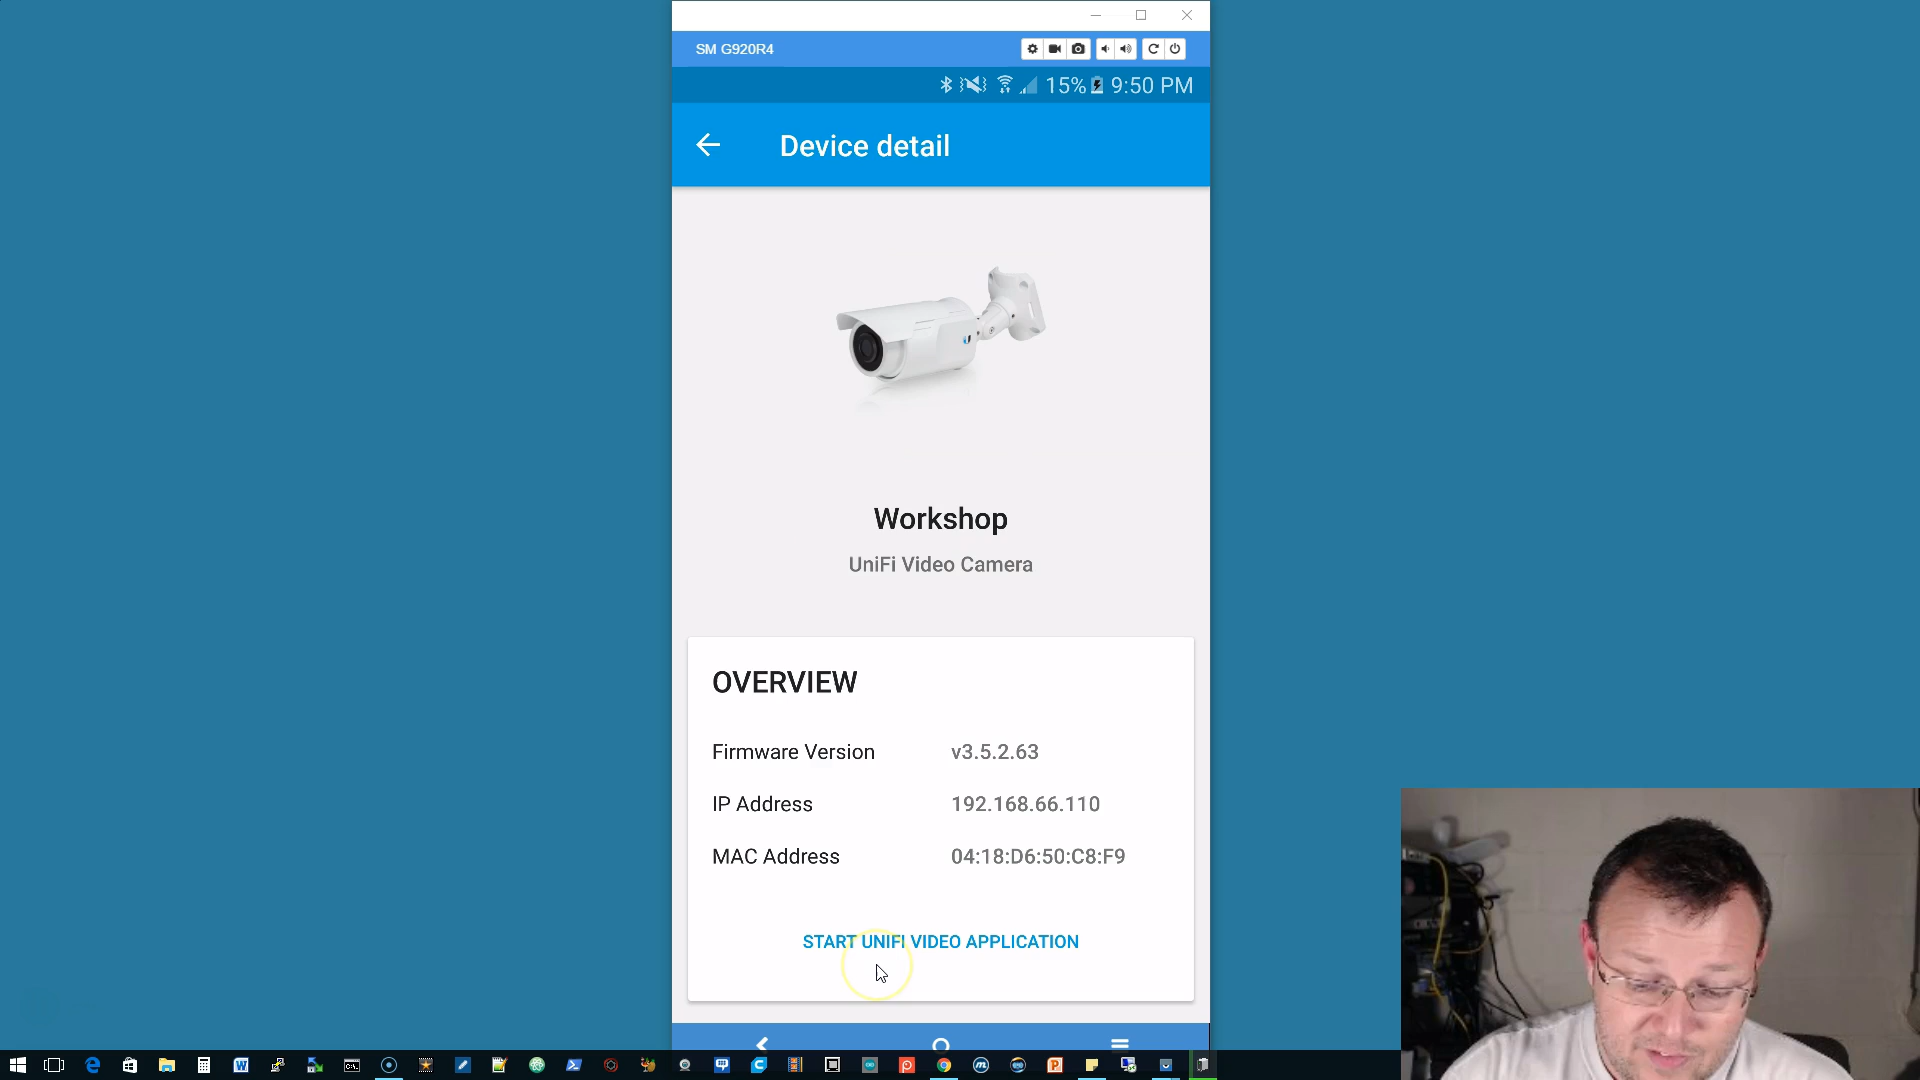 SM G920R4
15% 9:50 PM
Device detail
Workshop
UniFi Video Camera
OVERVIEW
Firmware Version v3.5.2.63
IP Address 192.168.66.110
MAC Address 04:18:D6:50:C8:F9
START UNIFI VIDEO APPLICATION